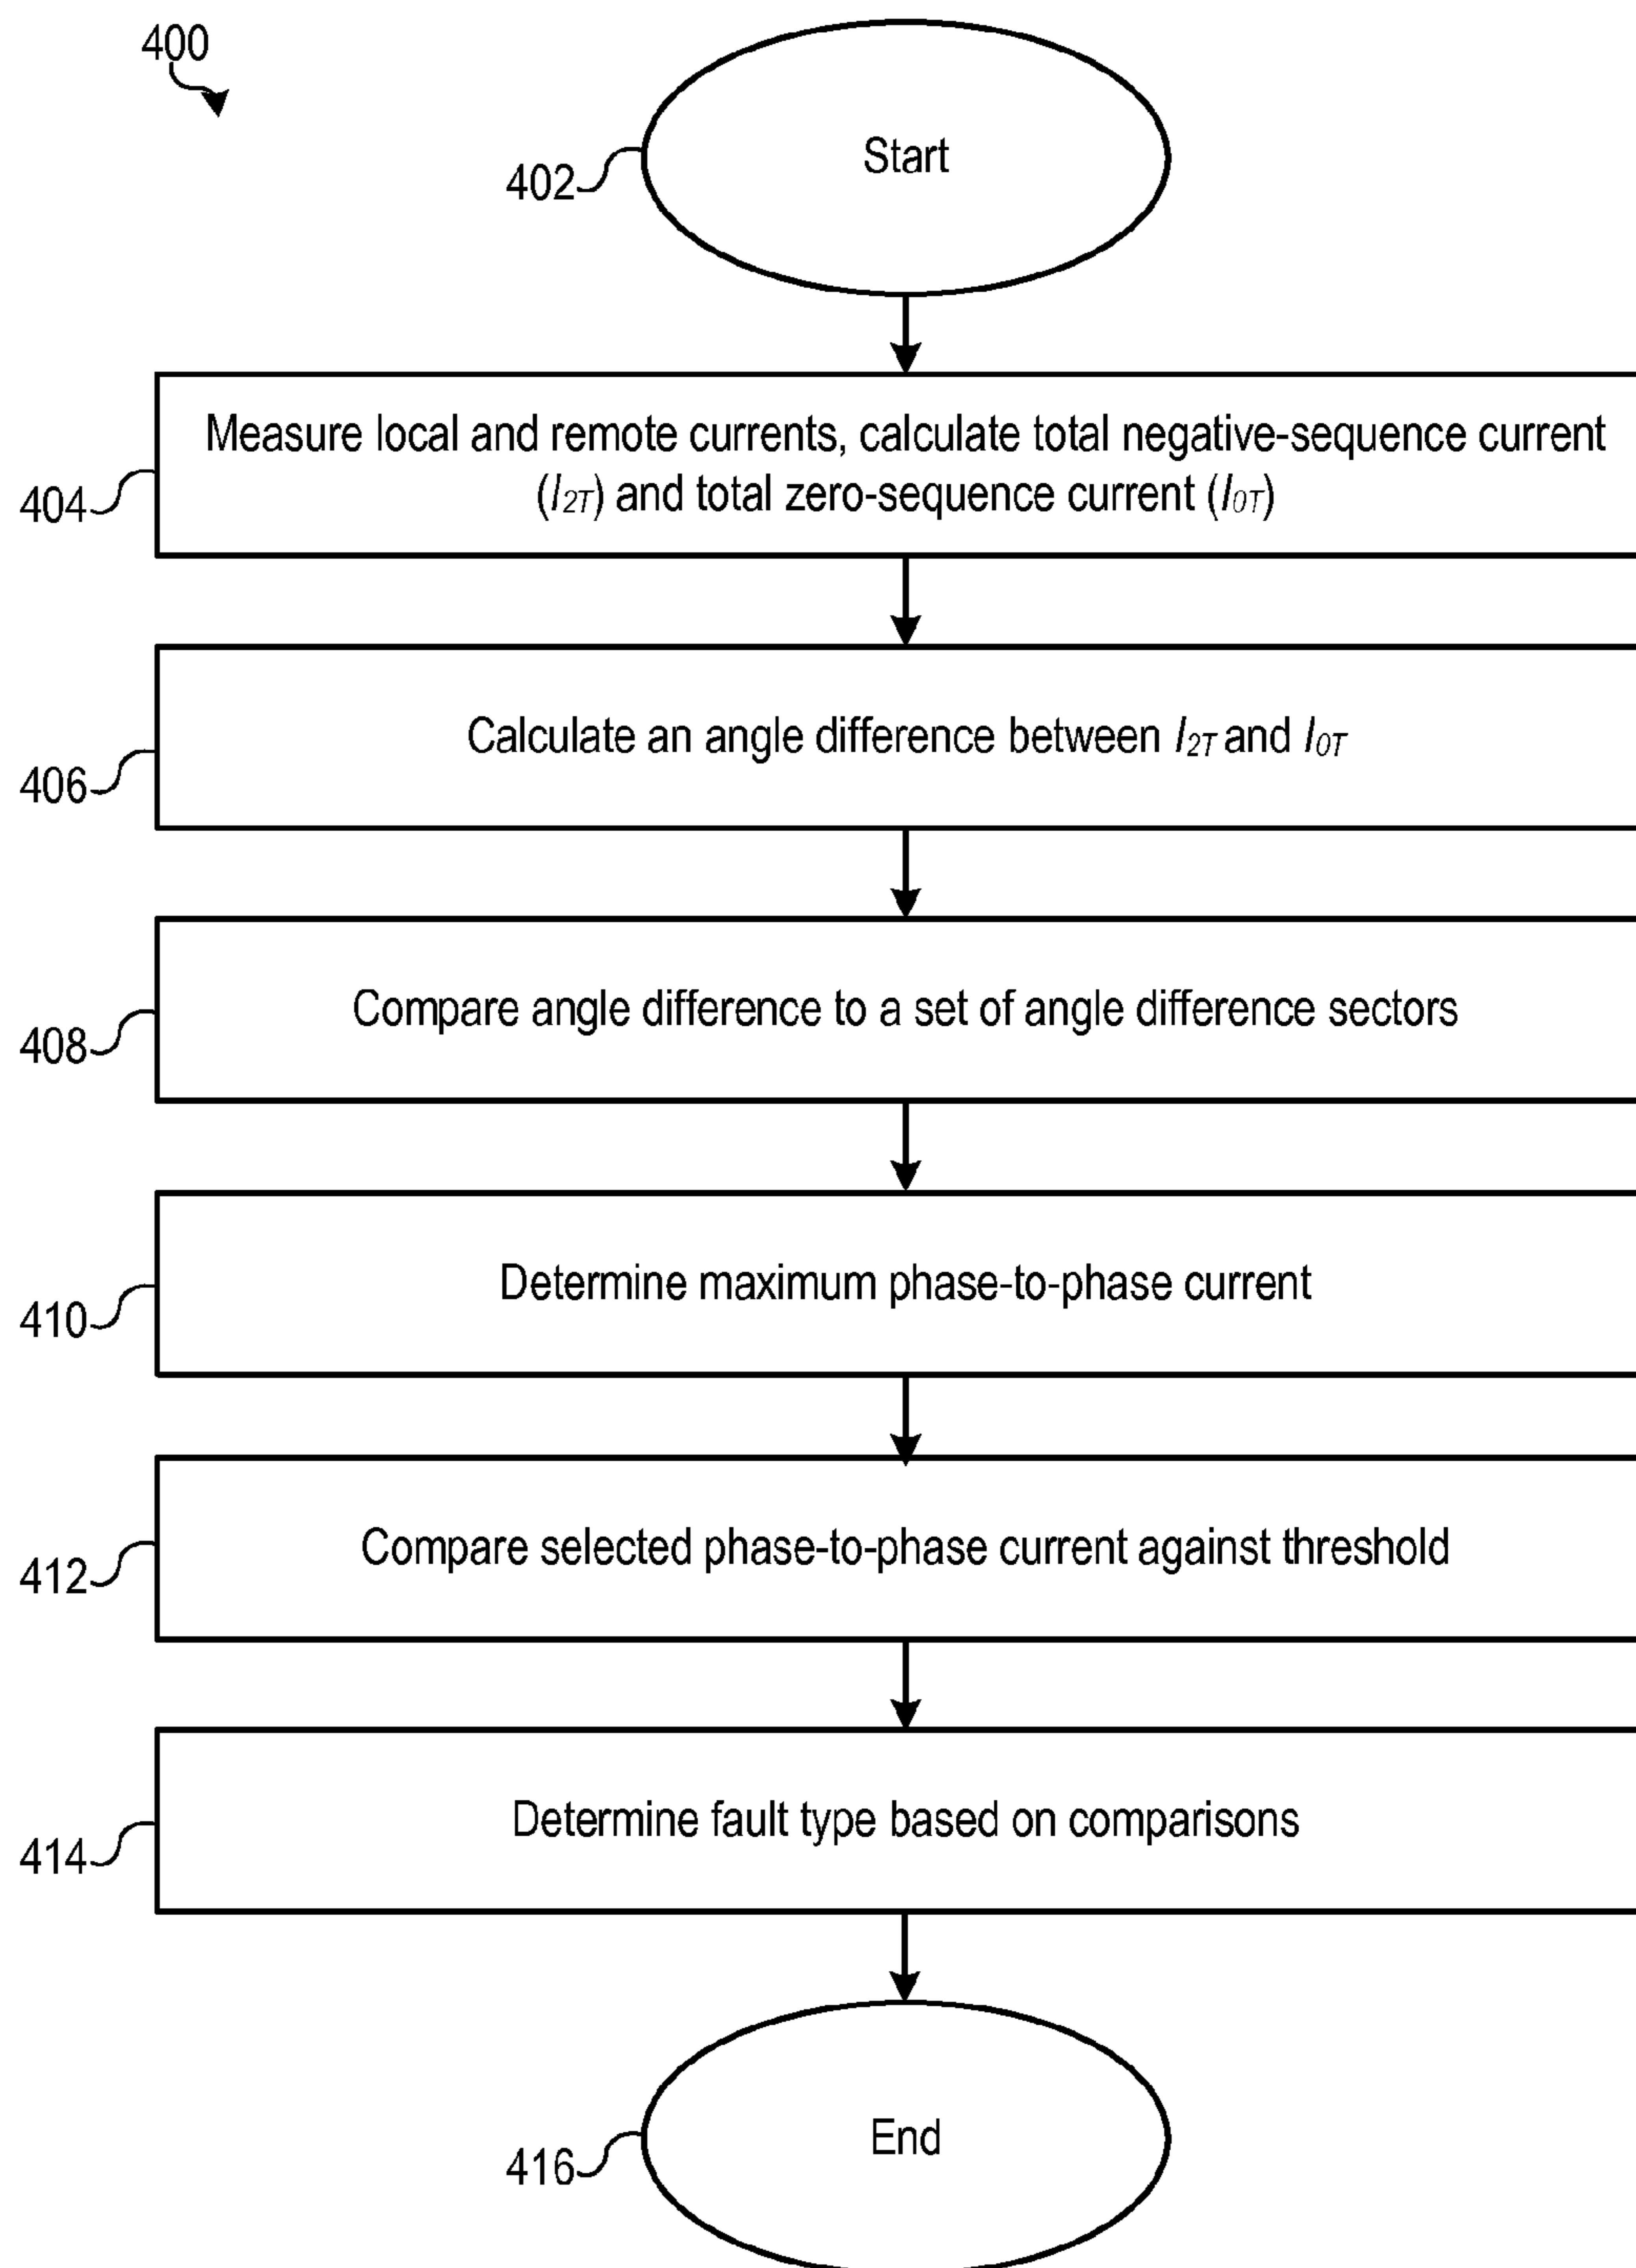 400
Start
402
Measure local and remote currents, calculate total negative-sequence current
(I2T) and total zero-sequence current (I0T)
404
Calculate an angle difference between I2T and I0T
406
Compare angle difference to a set of angle difference sectors
408
Determine maximum phase-to-phase current
410
Compare selected phase-to-phase current against threshold
412
Determine fault type based on comparisons
414
End
416